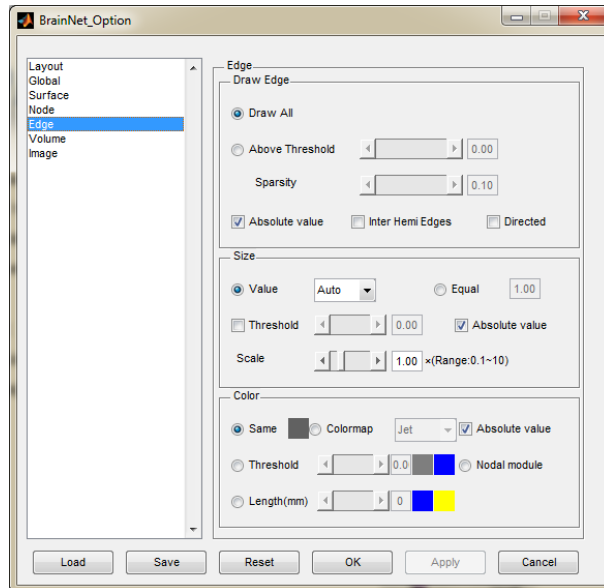 BrainNet_Option
Layout
Global
Surface
Node
Edge
Volume
Image
Edge
Draw Edge
Draw All
Above Threshold 0.00
Sparsity 0.10
Absolute value Inter Hemi Edges Directed
Size
Value Auto Equal 1.00
Threshold 0.00 Absolute value
Scale 1.00 ×(Range:0.1~10)
Color
Same Colormap Jet Absolute value
Threshold 0.0 Nodal module
Length(mm) 0
Load Save Reset OK Apply Cancel